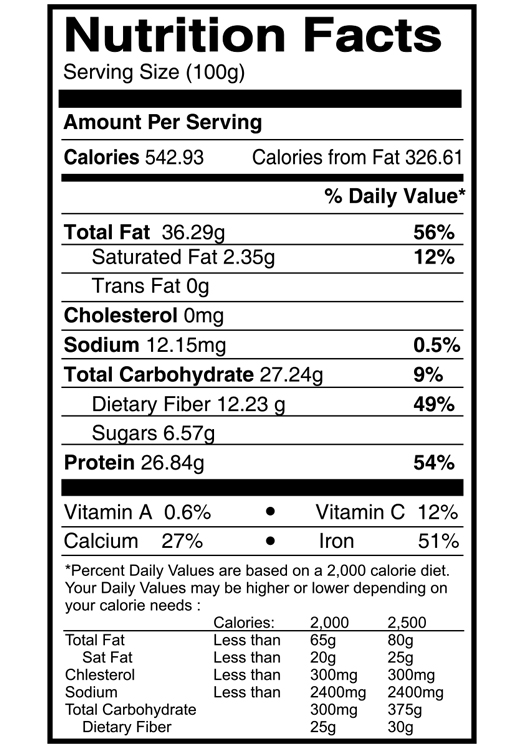 Nutrition Facts
Serving Size (100g)
Amount Per Serving
Calories 542.93 Calories from Fat 326.61
% Daily Value*
Total Fat 36.29g 56%
Saturated Fat 2.35g 12%
Trans Fat 0g
Cholesterol 0mg
Sodium 12.15mg 0.5%
Total Carbohydrate 27.24g 9%
Dietary Fiber 12.23 g 49%
Sugars 6.57g
Protein 26.84g 54%
Vitamin A 0.6% • Vitamin C 12%
Calcium 27% • Iron 51%
*Percent Daily Values are based on a 2,000 calorie diet.
Your Daily Values may be higher or lower depending on
your calorie needs :
Calories: 2,000 2,500
Total Fat Less than 65g 80g
Sat Fat Less than 20g 25g
Chlesterol Less than 300mg 300mg
Sodium Less than 2400mg 2400mg
Total Carbohydrate 300mg 375g
Dietary Fiber 25g 30g